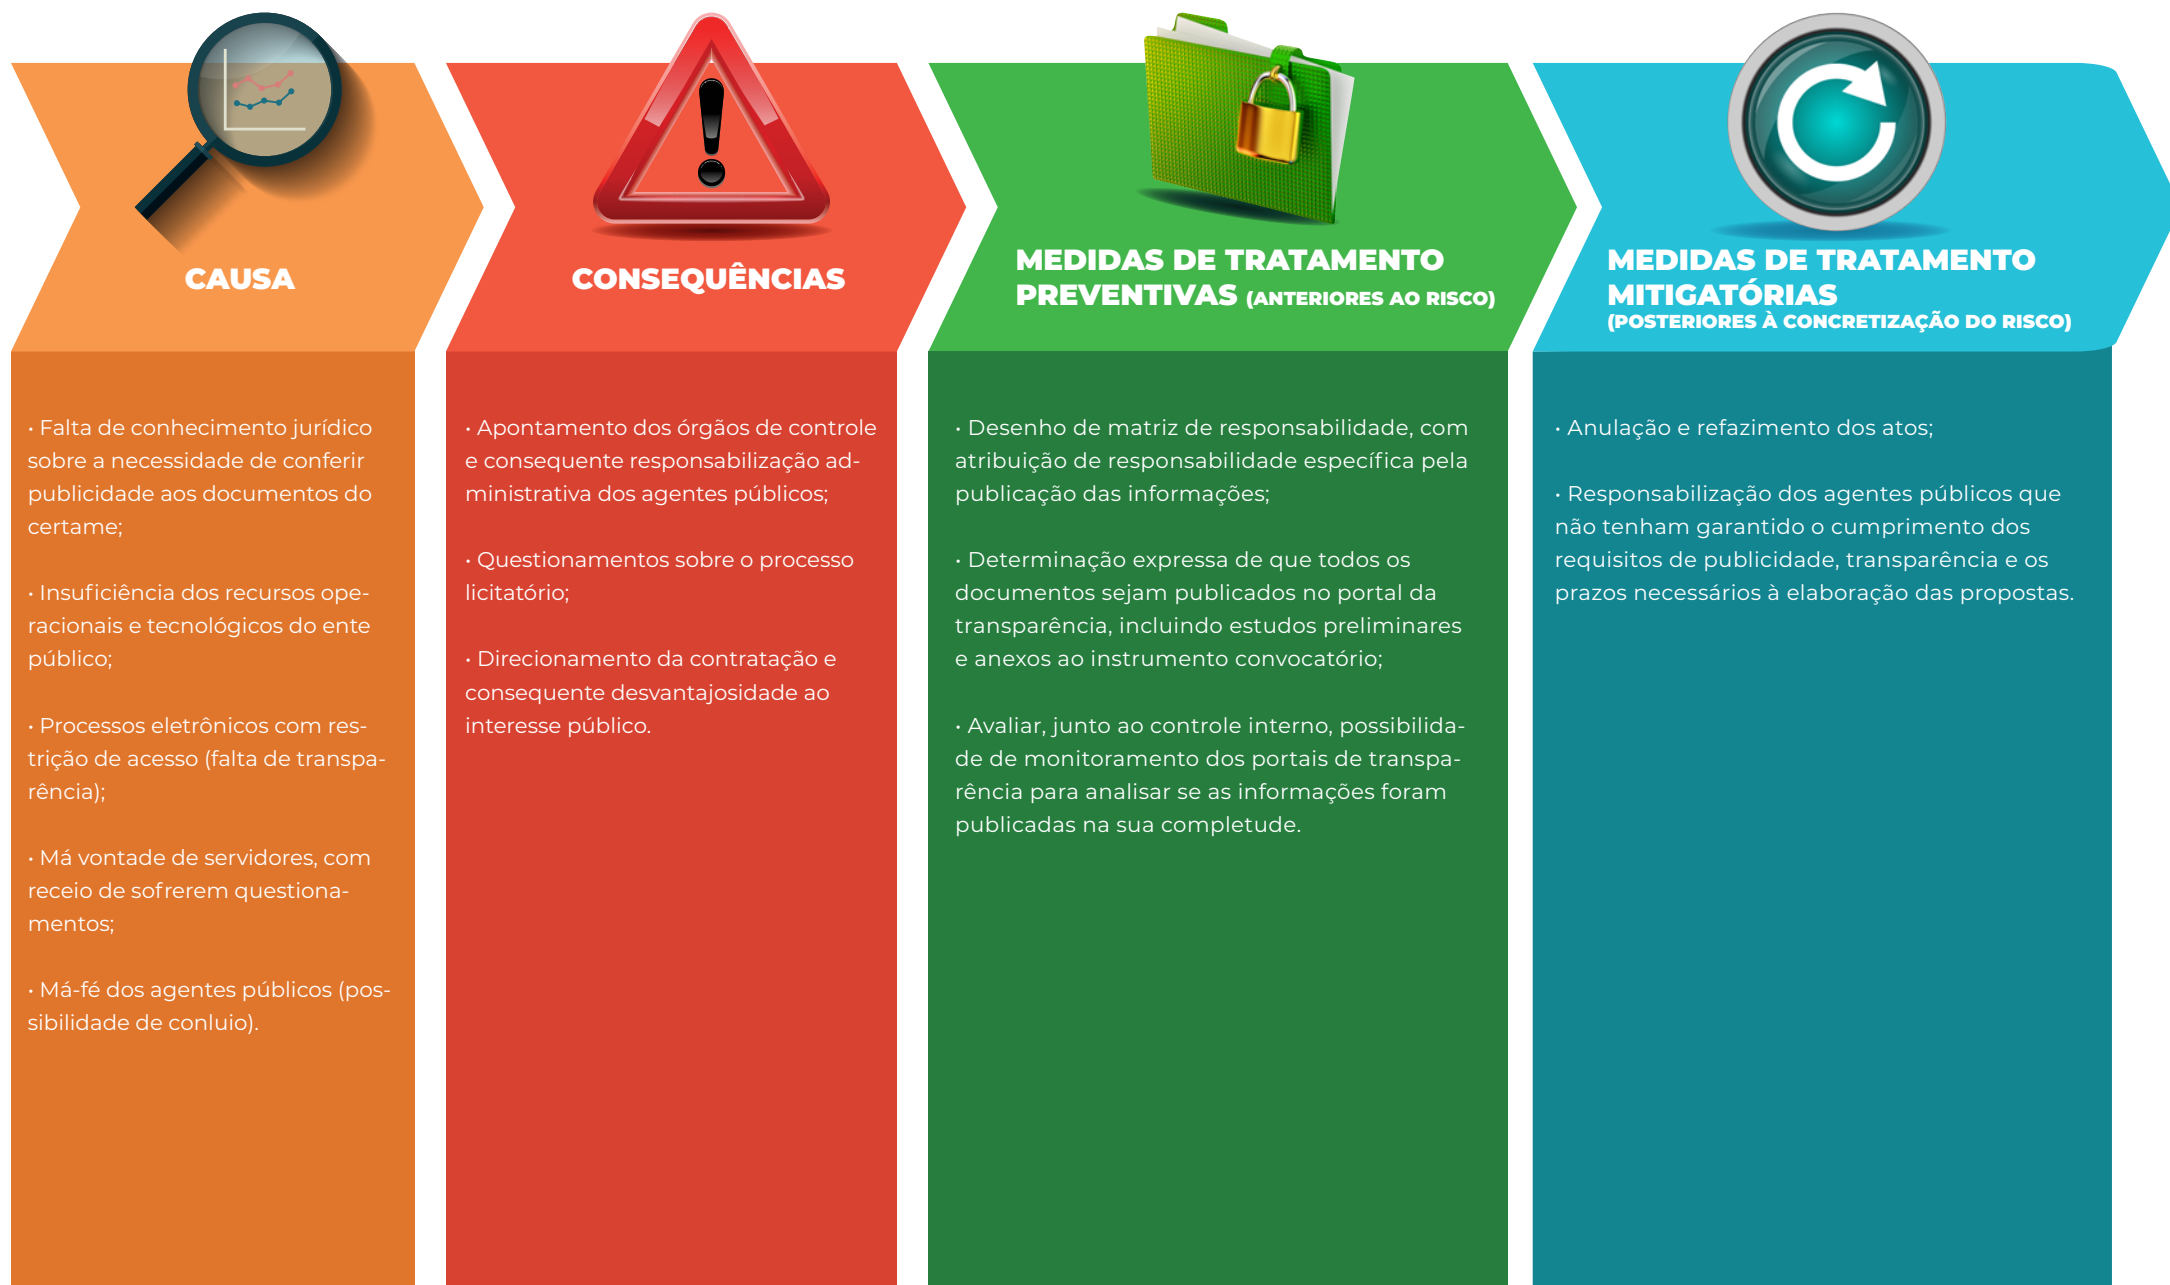 CAUSA
• Falta de conhecimento jurídico
sobre a necessidade de conferir
publicidade aos documentos do
certame;
• Insuficiência dos recursos ope-
racionais e tecnológicos do ente
público;
• Processos eletrônicos com res-
trição de acesso (falta de transpa-
rência);
• Má vontade de servidores, com
receio de sofrerem questiona-
mentos;
• Má-fé dos agentes públicos (pos-
sibilidade de conluio).
CONSEQUÊNCIAS
• Apontamento dos órgãos de controle
e consequente responsabilização ad-
ministrativa dos agentes públicos;
• Questionamentos sobre o processo
licitatório;
• Direcionamento da contratação e
consequente desvantajosidade ao
interesse público.
MEDIDAS DE TRATAMENTO
PREVENTIVAS (ANTERIORES AO RISCO)
• Desenho de matriz de responsabilidade, com
atribuição de responsabilidade específica pela
publicação das informações;
• Determinação expressa de que todos os
documentos sejam publicados no portal da
transparência, incluindo estudos preliminares
e anexos ao instrumento convocatório;
• Avaliar, junto ao controle interno, possibilida-
de de monitoramento dos portais de transpa-
rência para analisar se as informações foram
publicadas na sua completude.
MEDIDAS DE TRATAMENTO
MITIGATÓRIAS
(POSTERIORES À CONCRETIZAÇÃO DO RISCO)
• Anulação e refazimento dos atos;
• Responsabilização dos agentes públicos que
não tenham garantido o cumprimento dos
requisitos de publicidade, transparência e os
prazos necessários à elaboração das propostas.